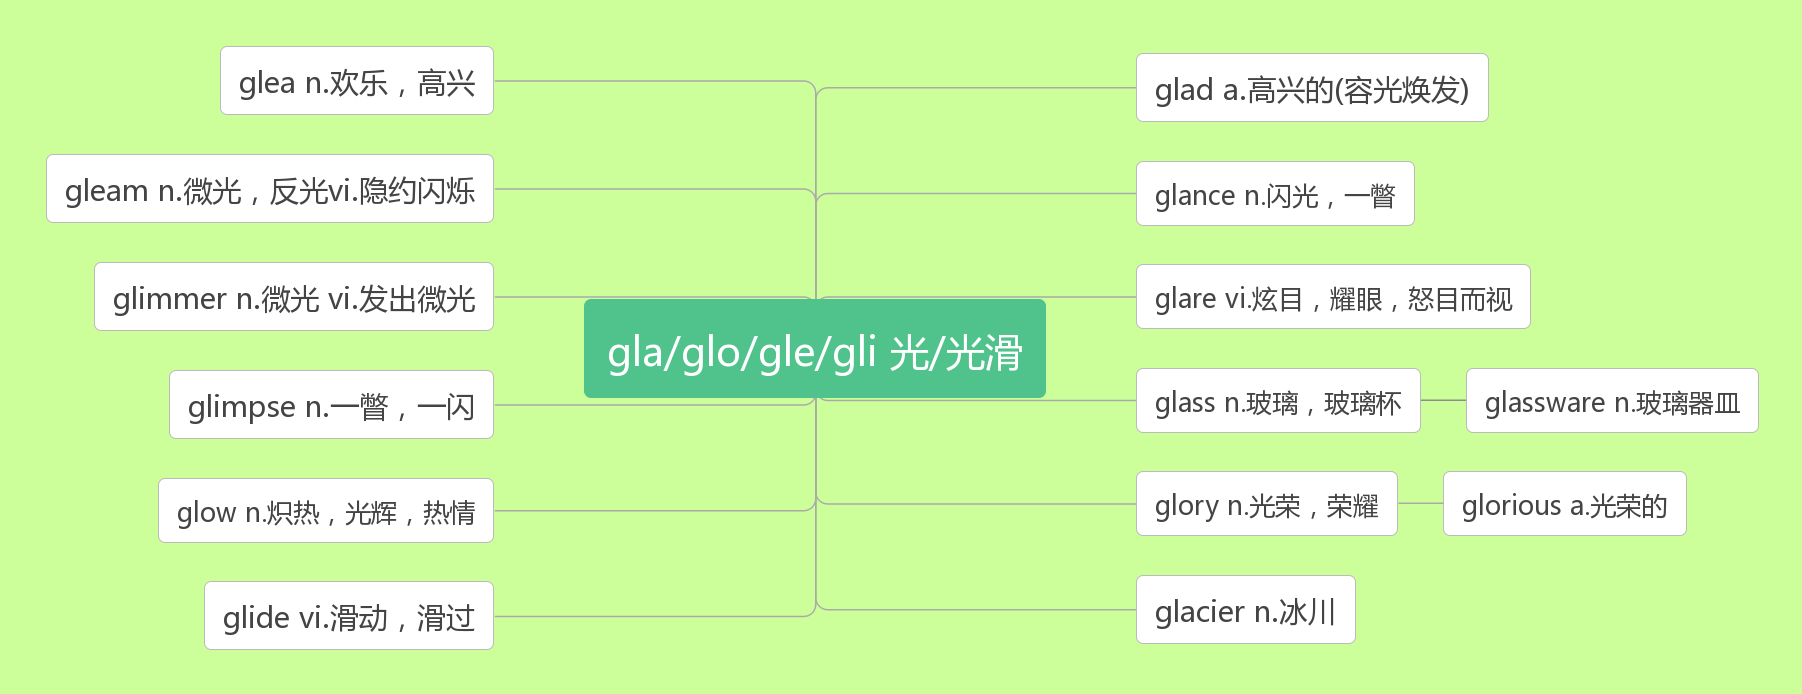 gla/glo/gle/gli 光/光滑
glea n.欢乐，高兴
gleam n.微光，反光vi.隐约闪烁
glimmer n.微光 vi.发出微光
glimpse n.一瞥，一闪
glow n.炽热，光辉，热情
glide vi.滑动，滑过
glad a.高兴的(容光焕发)
glance n.闪光，一瞥
glare vi.炫目，耀眼，怒目而视
glass n.玻璃，玻璃杯
glassware n.玻璃器皿
glory n.光荣，荣耀
glorious a.光荣的
glacier n.冰川